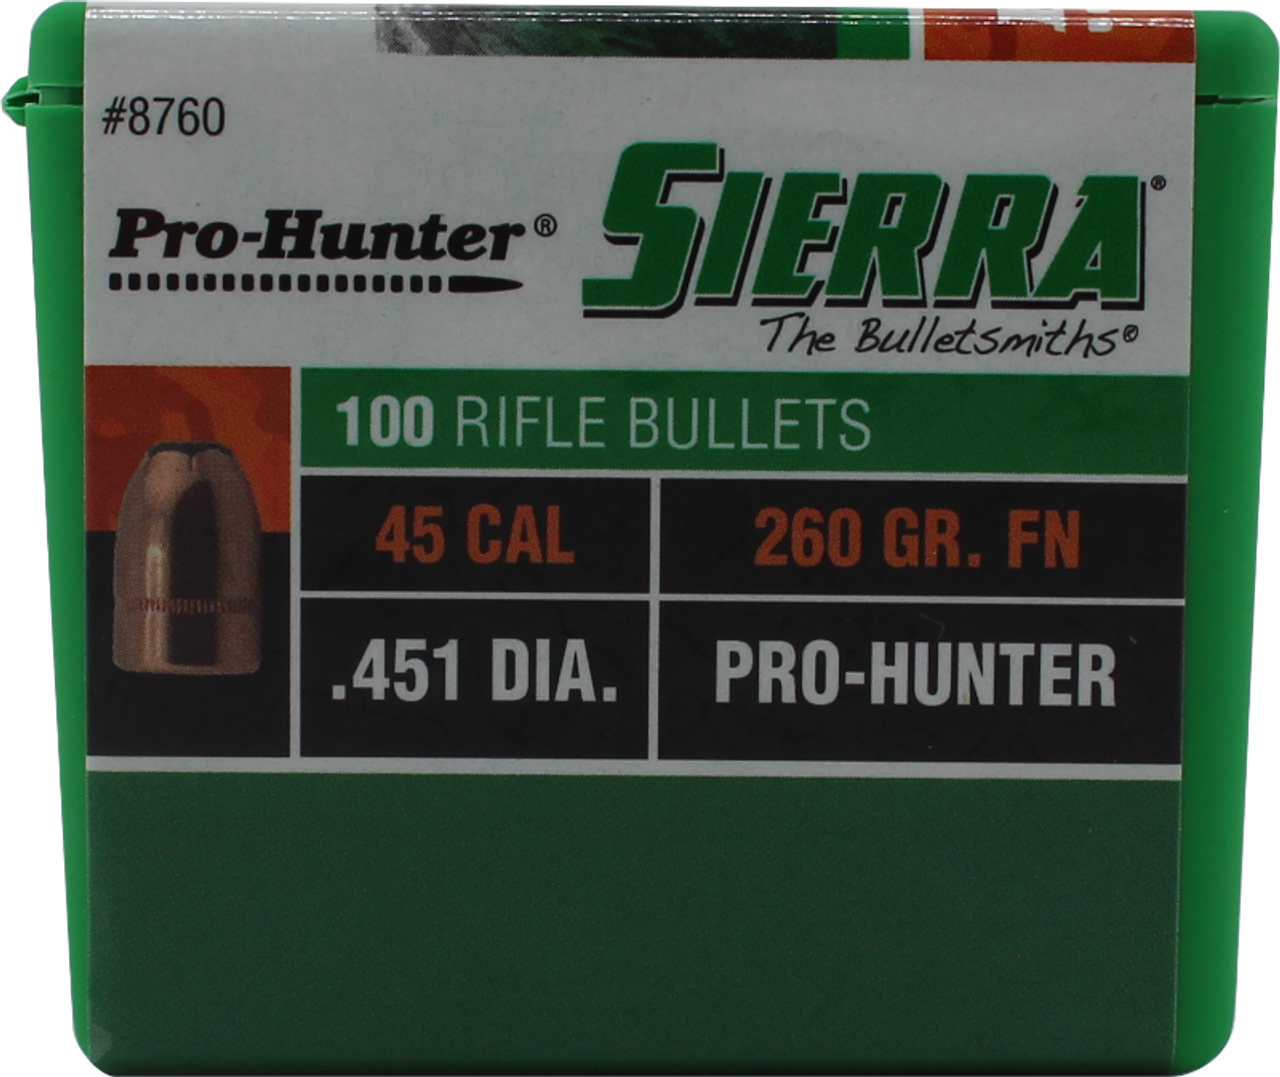 #8760
Pro-Hunter®
SIERRA®
The Bulletsmiths®
100 RIFLE BULLETS
45 CAL
260 GR. FN
.451 DIA.
PRO-HUNTER